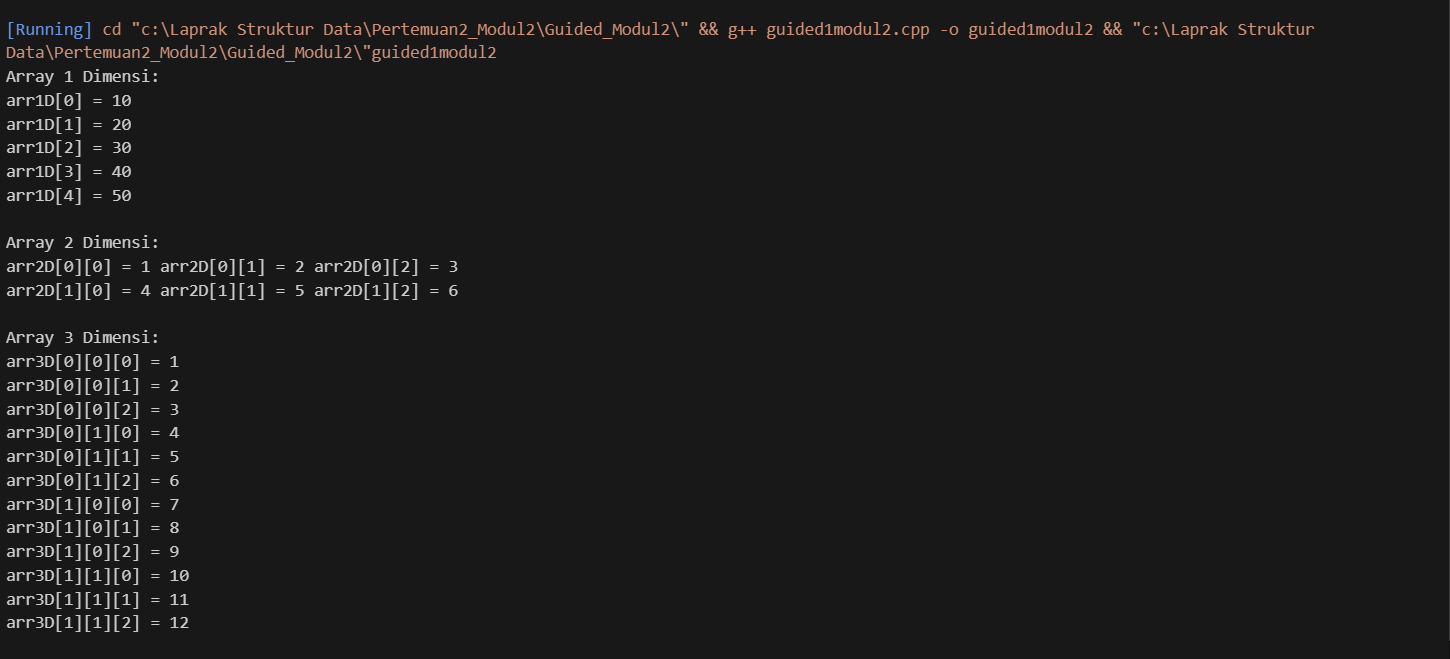 [Running] cd "c:\Laprak Struktur Data\Pertemuan2_Modul2\Guided_Modul2\" && g++ guided1modul2.cpp -o guided1modul2 && "c:\Laprak Struktur
Data\Pertemuan2_Modul2\Guided_Modul2\"guided1modul2
Array 1 Dimensi:
arr1D[0] = 10
arr1D[1] = 20
arr1D[2] = 30
arr1D[3] = 40
arr1D[4] = 50

Array 2 Dimensi:
arr2D[0][0] = 1 arr2D[0][1] = 2 arr2D[0][2] = 3
arr2D[1][0] = 4 arr2D[1][1] = 5 arr2D[1][2] = 6

Array 3 Dimensi:
arr3D[0][0][0] = 1
arr3D[0][0][1] = 2
arr3D[0][0][2] = 3
arr3D[0][1][0] = 4
arr3D[0][1][1] = 5
arr3D[0][1][2] = 6
arr3D[1][0][0] = 7
arr3D[1][0][1] = 8
arr3D[1][0][2] = 9
arr3D[1][1][0] = 10
arr3D[1][1][1] = 11
arr3D[1][1][2] = 12